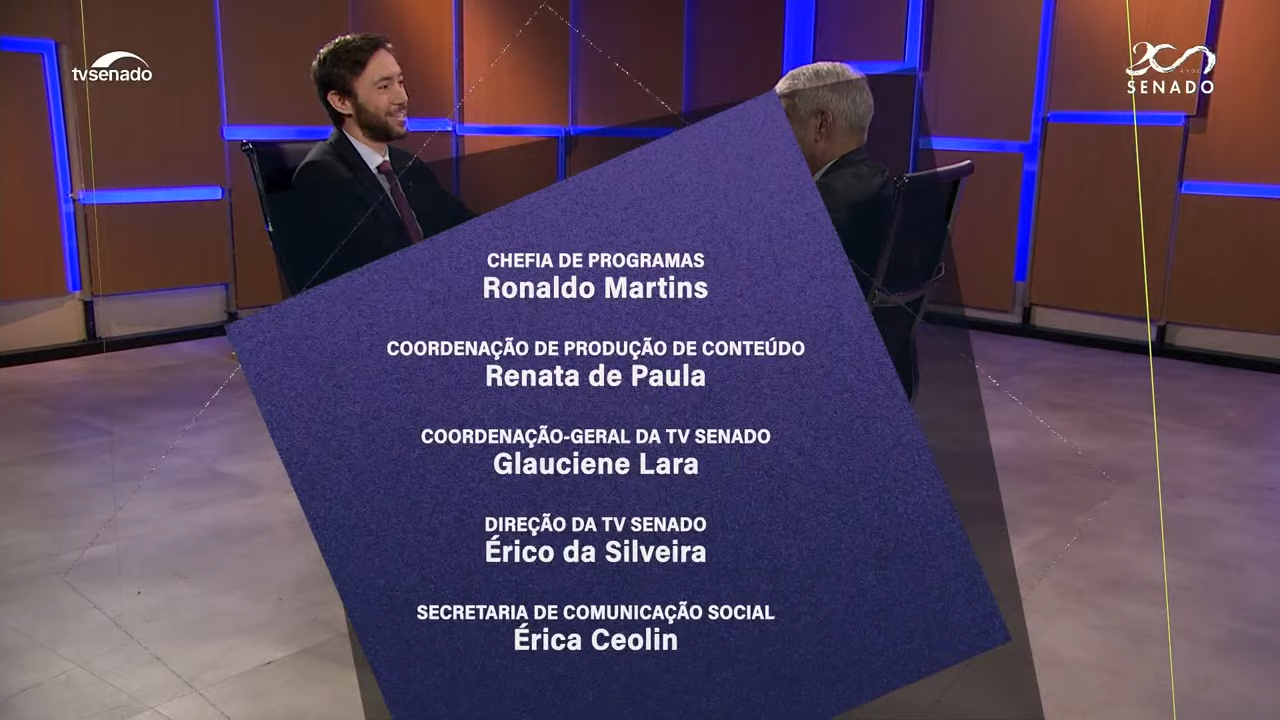 tvsenado
200
ANOS
SENADO
CHEFIA DE PROGRAMAS
Ronaldo Martins
COORDENAÇÃO DE PRODUÇÃO DE CONTEÚDO
Renata de Paula
COORDENAÇÃO-GERAL DA TV SENADO
Glauciene Lara
DIREÇÃO DA TV SENADO
Érico da Silveira
SECRETARIA DE COMUNICAÇÃO SOCIAL
Érica Ceolin